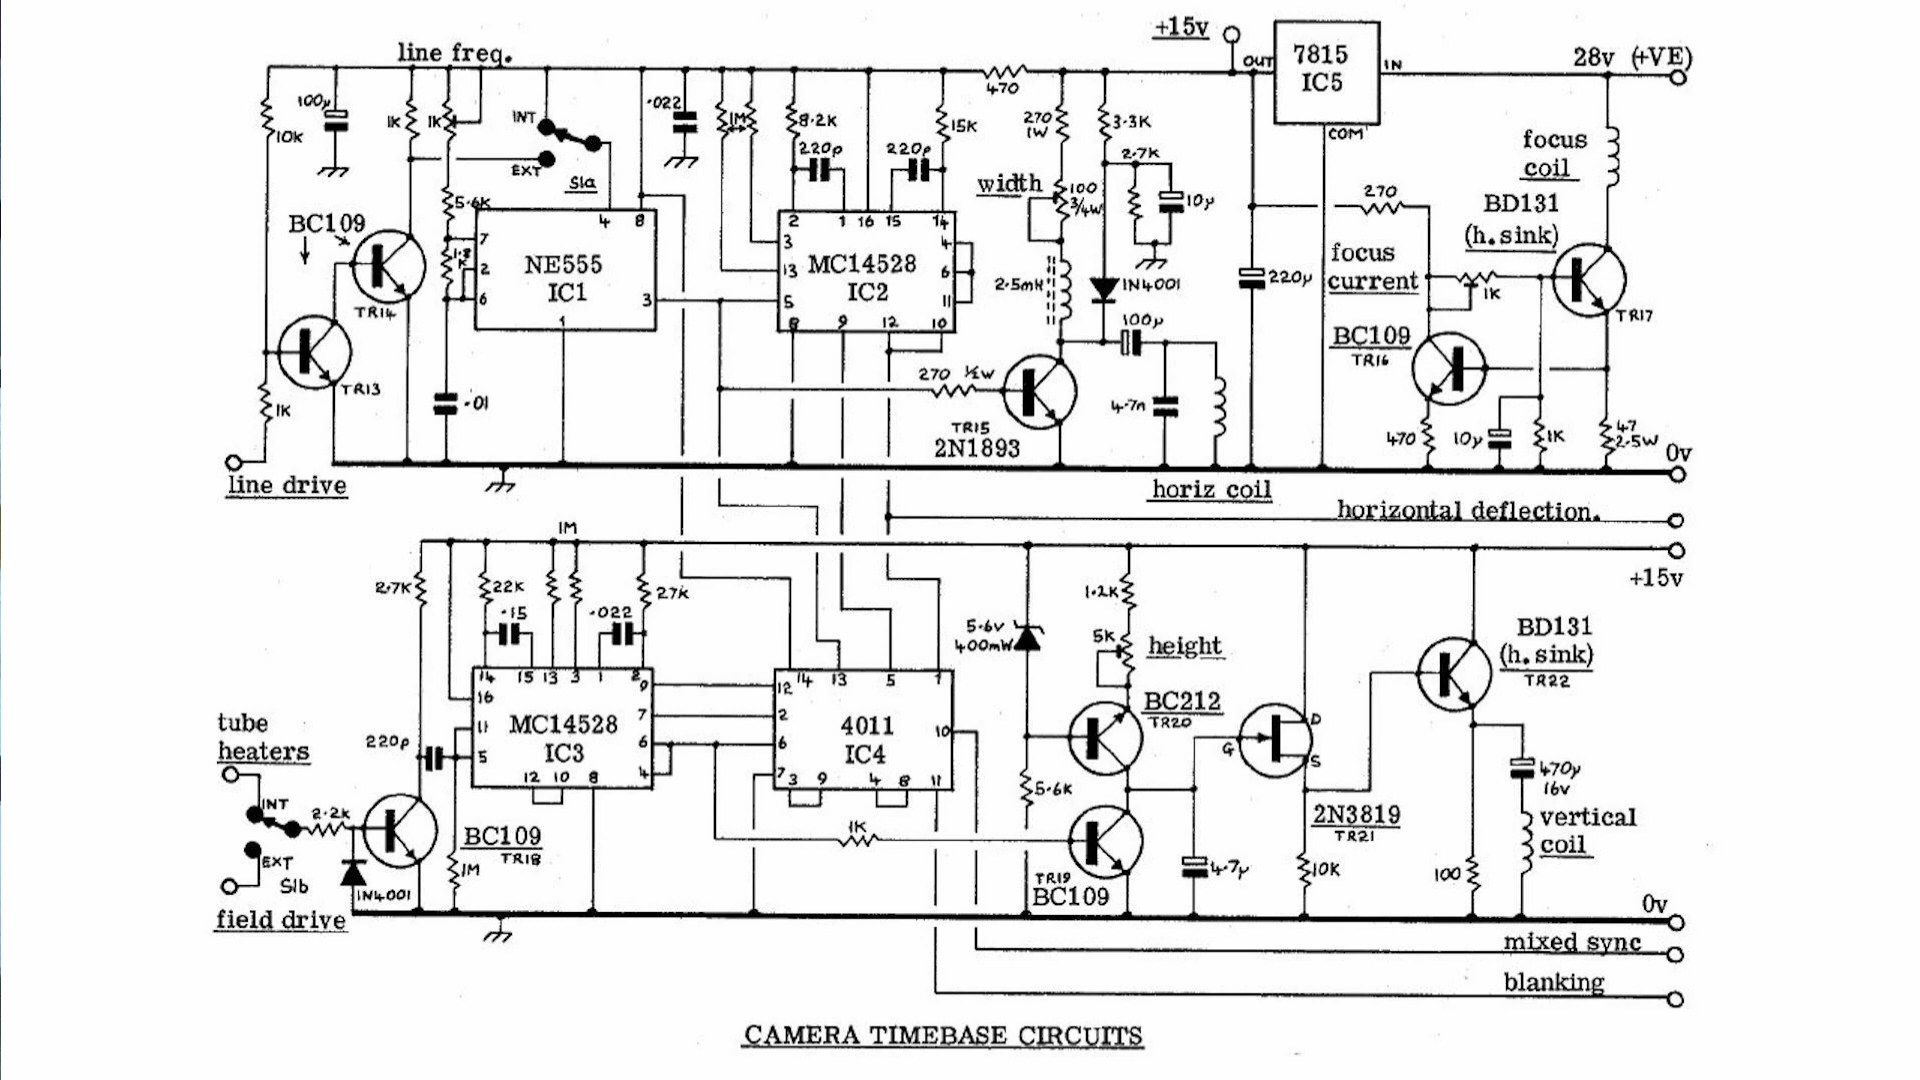 line freq.
+15v
OUT
7815
IC5
IN
COM
28v (+VE)
10K
100µ
1K
1K
INT
EXT
S1a
.022
1M
8.2K
220p
220p
15K
470
270
1W
3.3K
2.7K
10µ
width
100
3/4W
focus
coil
270
BD131
(h. sink)
focus
current
1K
TR17
BC109
TR14
5.6K
7
2
6
4
8
NE555
IC1
3
1
2
1
16
15
14
3
13
5
MC14528
IC2
4
6
11
8
9
12
10
2.5mH
1N4001
220µ
100µ
BC109
TR16
TR13
1K
.01
270 ½W
TR15
2N1893
4.7n
470
10µ
1K
47
2.5W
0v
line drive
horiz coil
horizontal deflection.
+15v
1M
2.7K
22K
.15
.022
27k
5.6v
400mW
1.2K
5K
height
BD131
(h. sink)
TR22
14
15
13
3
1
2
16
11
5
MC14528
IC3
9
7
6
4
12
10
8
12
2
6
7
14
13
5
1
4011
IC4
10
3
9
4
8
11
BC212
TR20
G
D
S
2N3819
TR21
470µ
16v
vertical
coil
tube
heaters
INT
EXT
S1b
2.2k
220p
BC109
TR18
1N4001
1M
1K
5.6K
TR19
BC109
4.7µ
10K
100
0v
field drive
mixed sync
blanking
CAMERA TIMEBASE CIRCUITS